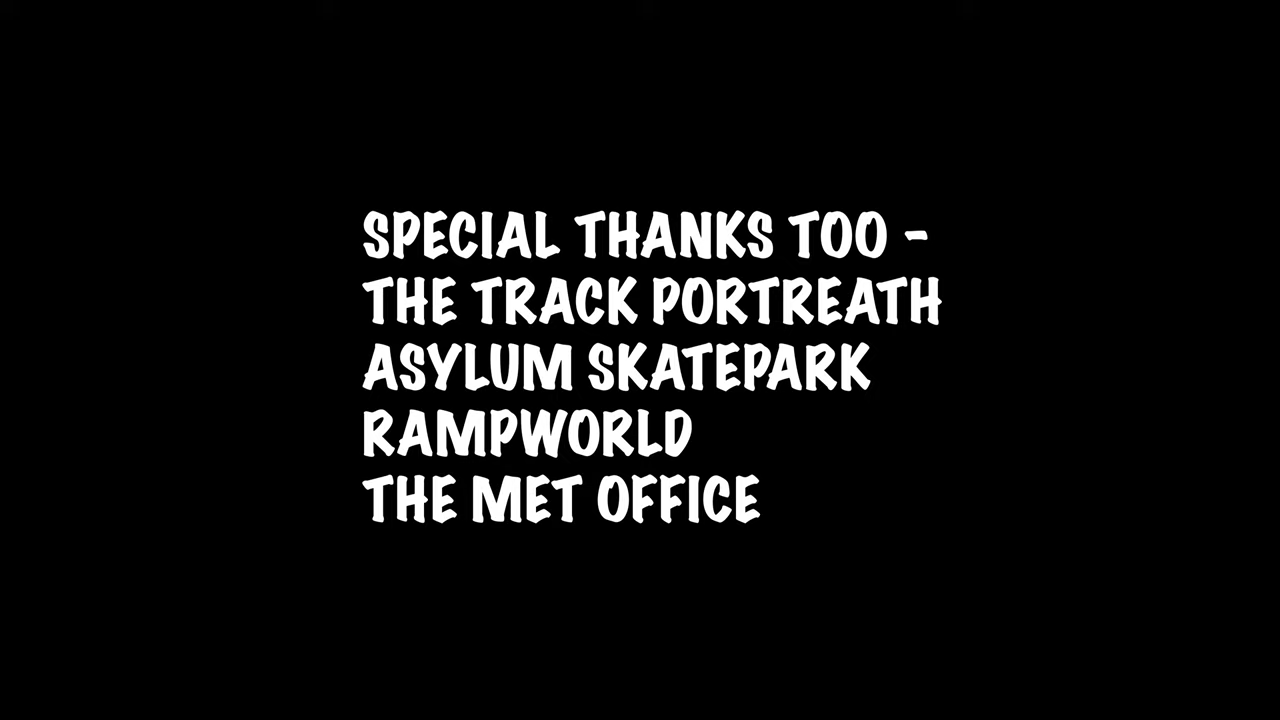 SPECIAL THANKS TOO -
THE TRACK PORTREATH
ASYLUM SKATEPARK
RAMPWORLD
THE MET OFFICE